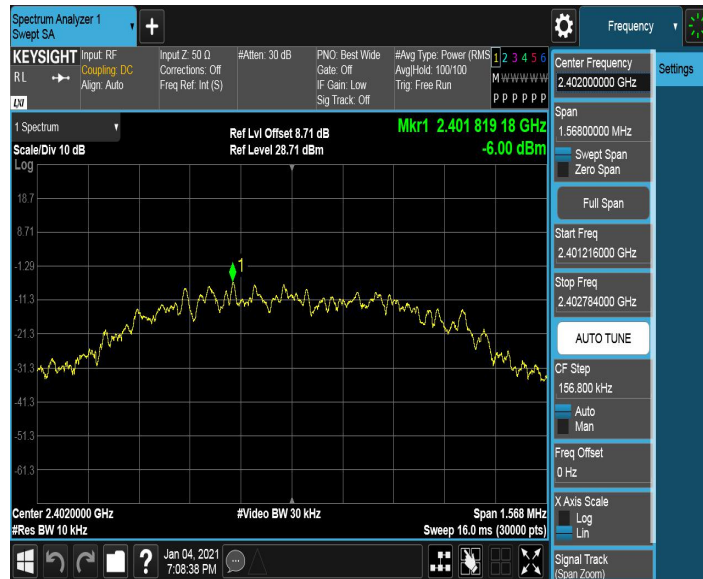 Spectrum Analyzer 1
Swept SA
+
Frequency
KEYSIGHT
RL
LXI
Input: RF
Coupling: DC
Align: Auto
Input Z: 50 Ω
Corrections: Off
Freq Ref: Int (S)
#Atten: 30 dB
PNO: Best Wide
Gate: Off
IF Gain: Low
Sig Track: Off
#Avg Type: Power (RMS
Avg|Hold: 100/100
Trig: Free Run
1 2 3 4 5 6
M W W W W W
P P P P P P
1 Spectrum
Scale/Div 10 dB
Log
Ref Lvl Offset 8.71 dB
Ref Level 28.71 dBm
Mkr1 2.401 819 18 GHz
-6.00 dBm
18.7
8.71
-1.29
-11.3
-21.3
-31.3
-41.3
-51.3
-61.3
1
Center 2.4020000 GHz
#Res BW 10 kHz
#Video BW 30 kHz
Span 1.568 MHz
Sweep 16.0 ms (30000 pts)
?
Jan 04, 2021
7:08:38 PM
Center Frequency
2.402000000 GHz
Settings
Span
1.56800000 MHz
Swept Span
Zero Span
Full Span
Start Freq
2.401216000 GHz
Stop Freq
2.402784000 GHz
AUTO TUNE
CF Step
156.800 kHz
Auto
Man
Freq Offset
0 Hz
X Axis Scale
Log
Lin
Signal Track
(Span Zoom)